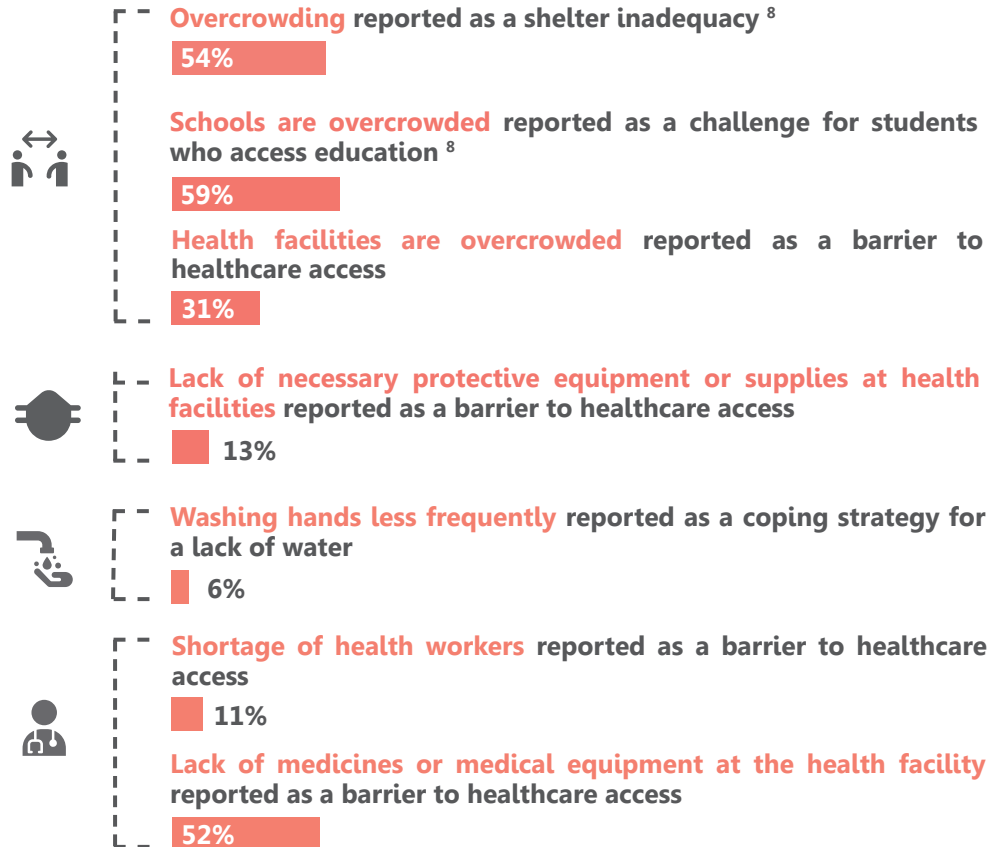 Overcrowding reported as a shelter inadequacy 8
54%
Schools are overcrowded reported as a challenge for students
who access education 8
59%
Health facilities are overcrowded reported as a barrier to
healthcare access
31%
Lack of necessary protective equipment or supplies at health
facilities reported as a barrier to healthcare access
13%
Washing hands less frequently reported as a coping strategy for
a lack of water
6%
Shortage of health workers reported as a barrier to healthcare
access
11%
Lack of medicines or medical equipment at the health facility
reported as a barrier to healthcare access
52%